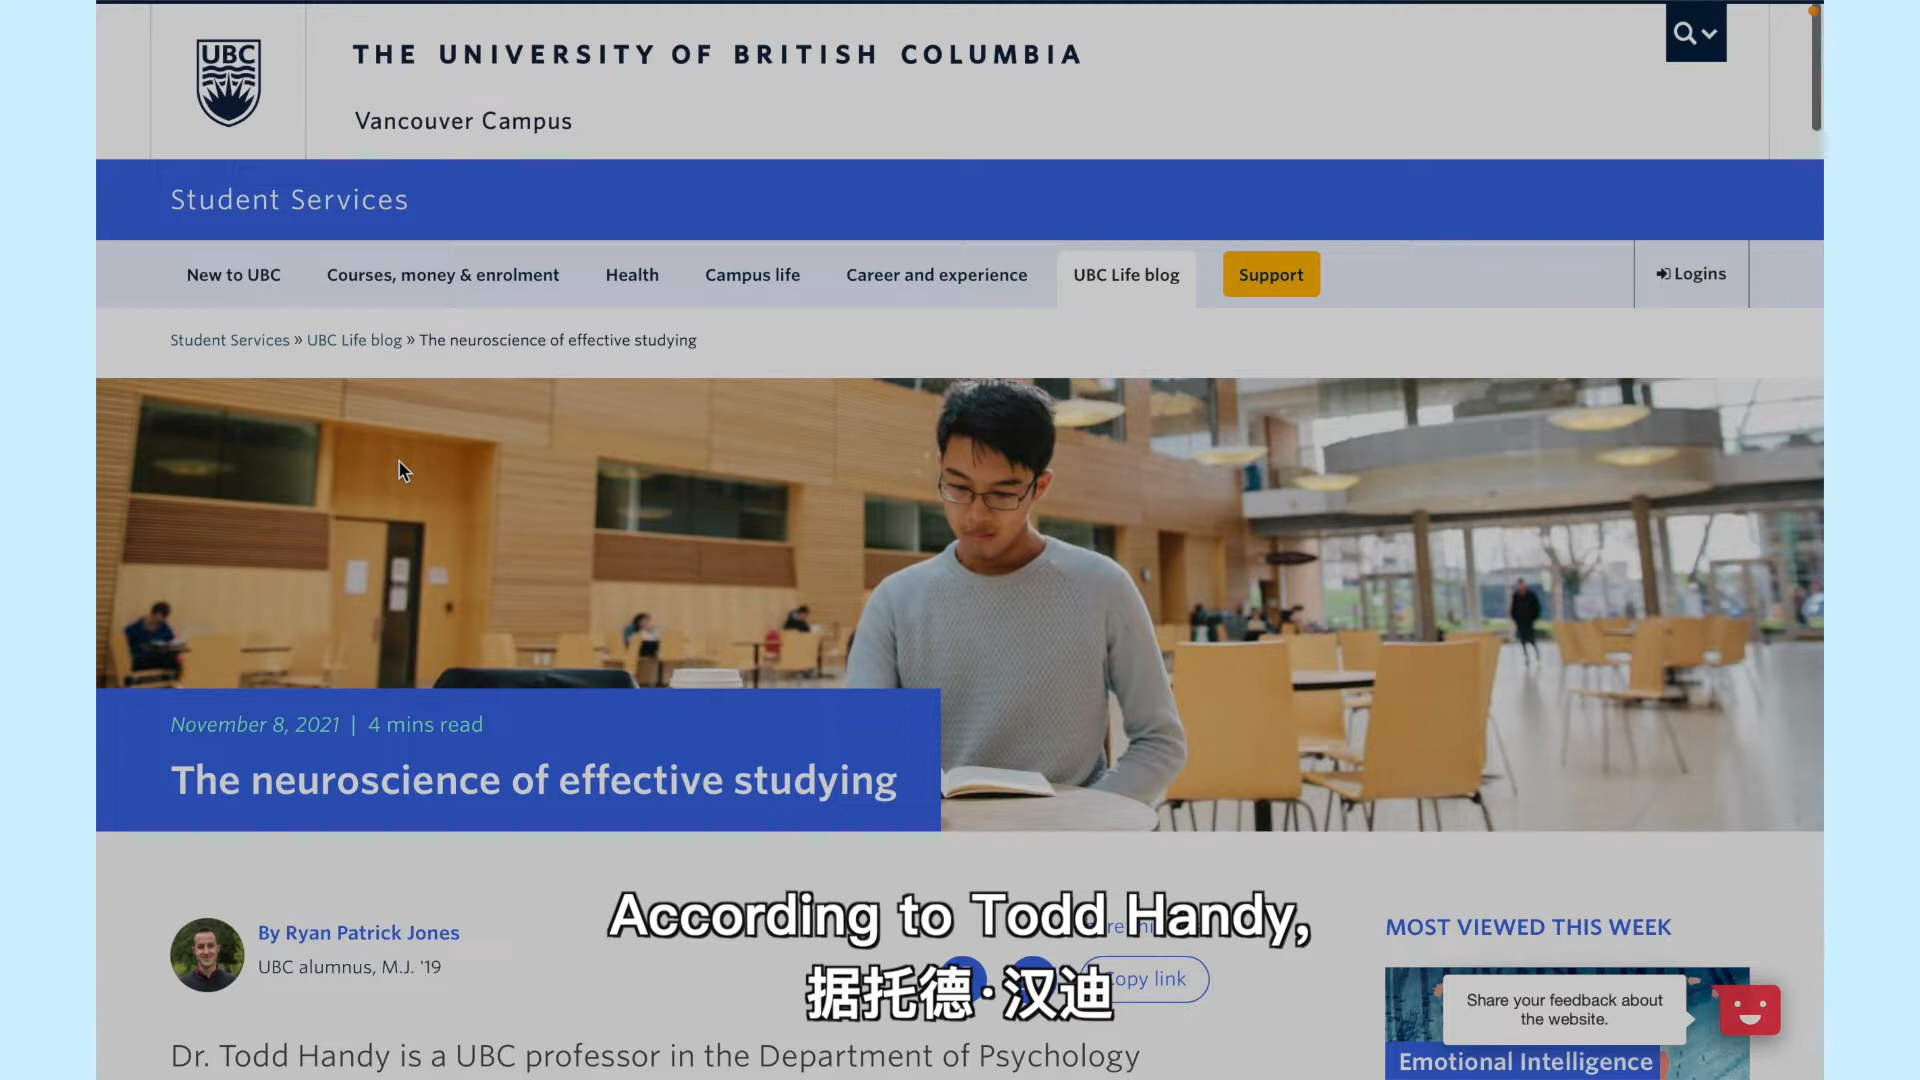 UBC
THE UNIVERSITY OF BRITISH COLUMBIA
Vancouver Campus
Student Services
New to UBC
Courses, money & enrolment
Health
Campus life
Career and experience
UBC Life blog
Support
Logins
Student Services » UBC Life blog » The neuroscience of effective studying
November 8, 2021 | 4 mins read
The neuroscience of effective studying
By Ryan Patrick Jones
UBC alumnus, M.J. '19
According to Todd Handy,
据托德·汉迪
Copy link
MOST VIEWED THIS WEEK
Share your feedback about
the website.
Emotional Intelligence
Dr. Todd Handy is a UBC professor in the Department of Psychology